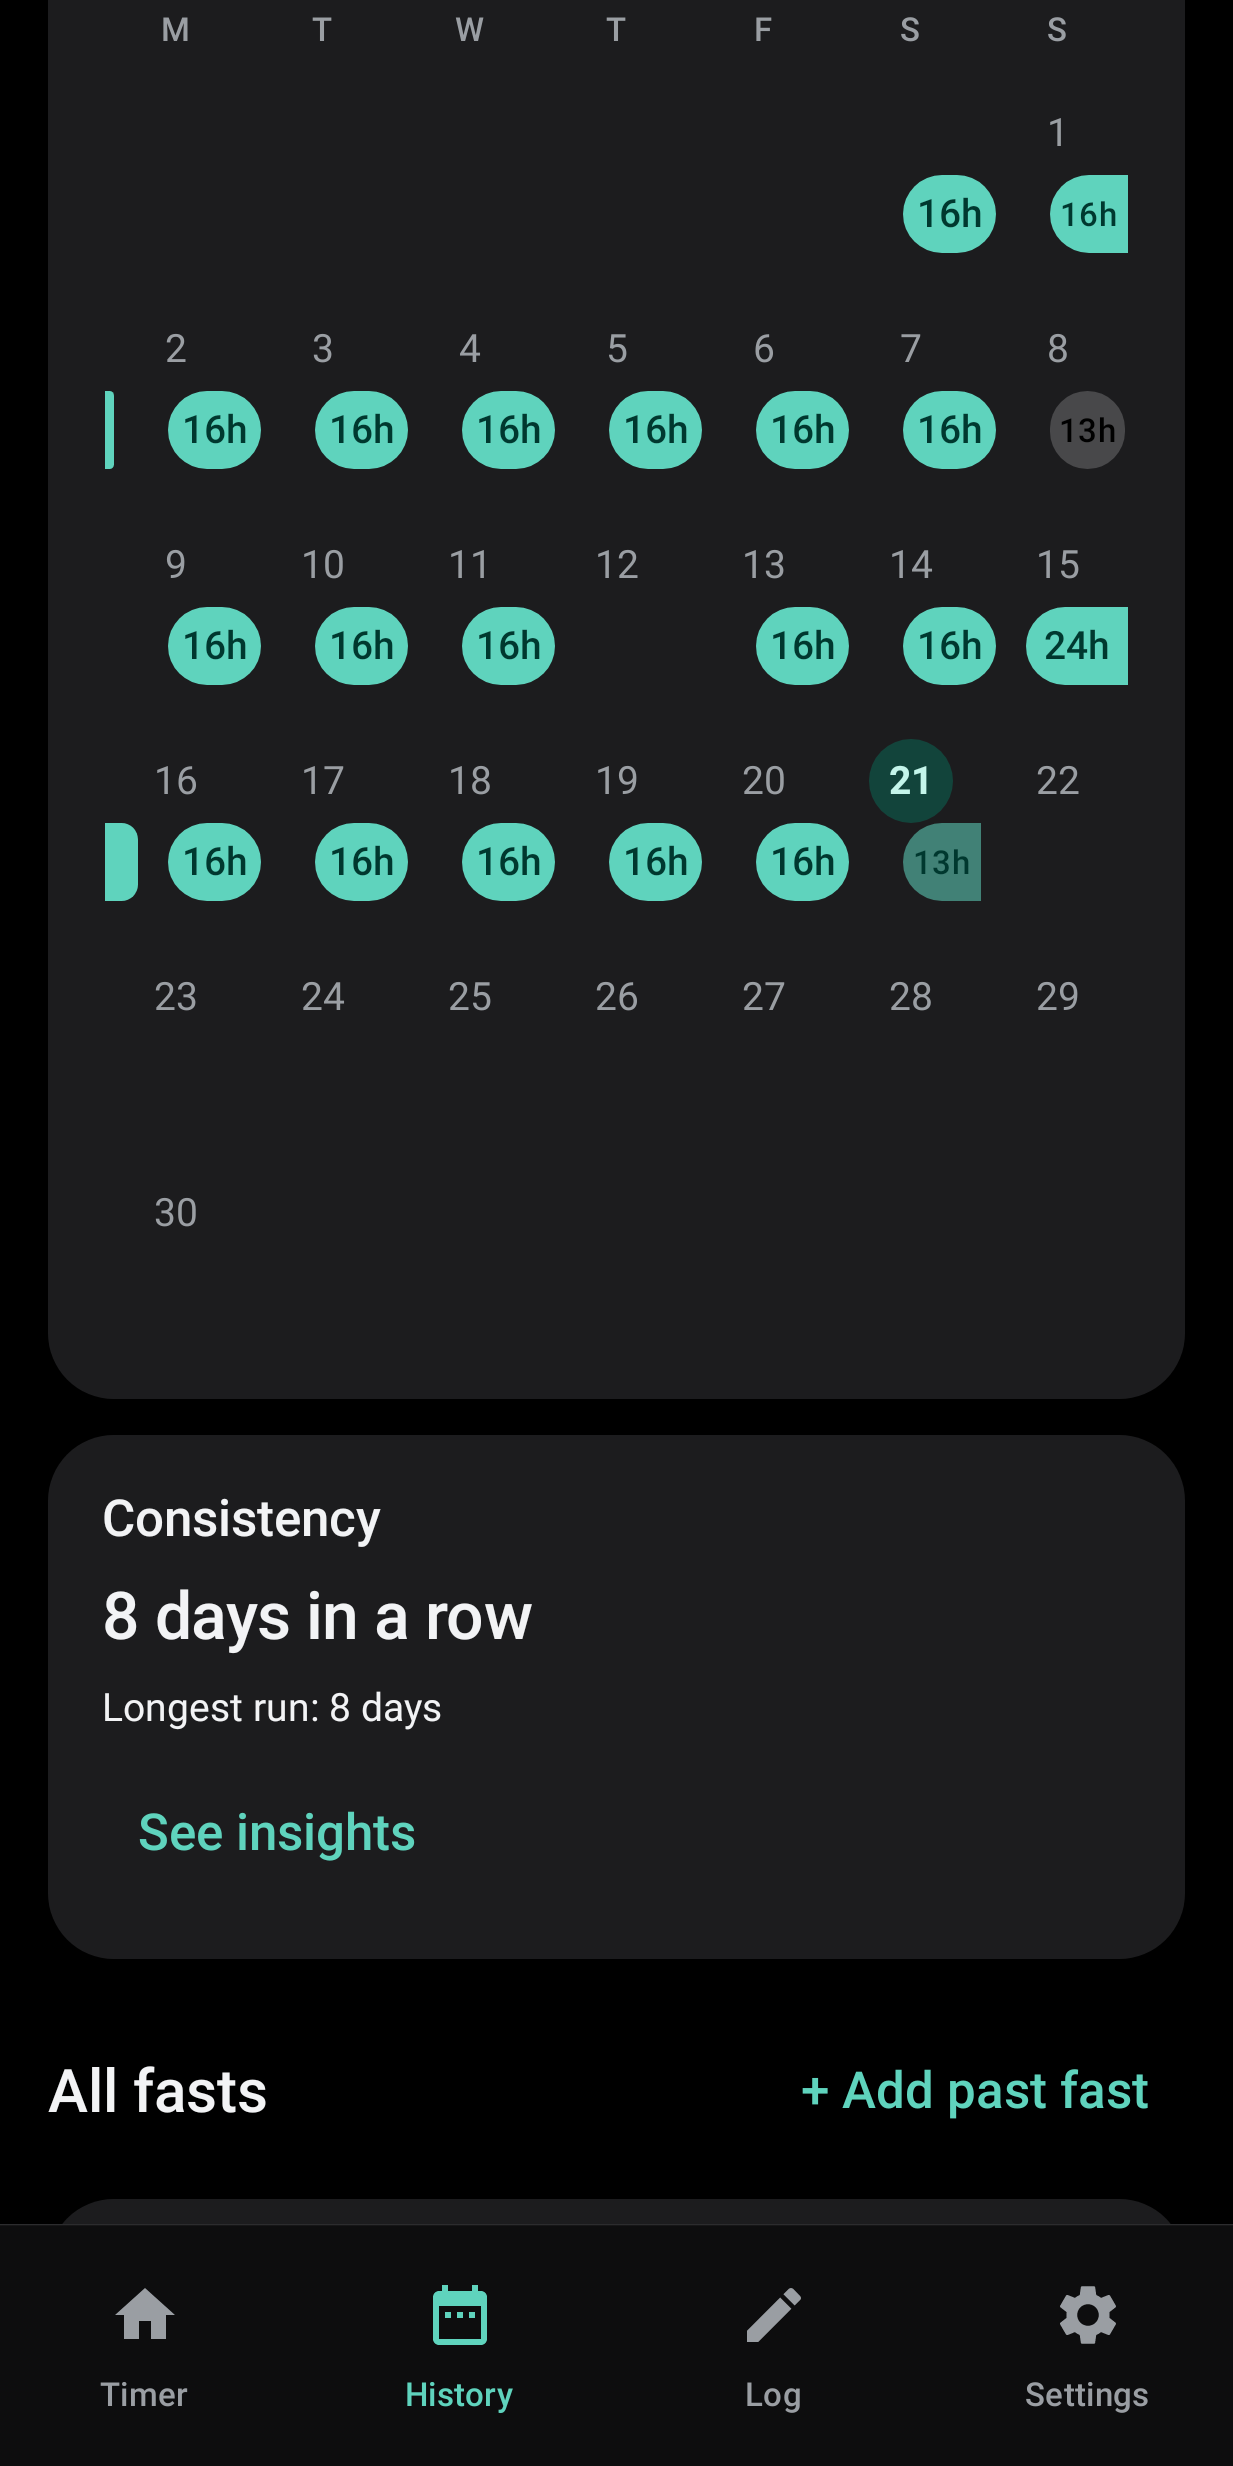 M T W T F S S
1
16h 16h
2 3 4 5 6 7 8
16h 16h 16h 16h 16h 16h 13h
9 10 11 12 13 14 15
16h 16h 16h 16h 16h 24h
16 17 18 19 20 21 22
16h 16h 16h 16h 16h 13h
23 24 25 26 27 28 29
30
Consistency
8 days in a row
Longest run: 8 days
See insights
All fasts + Add past fast
Timer History Log Settings